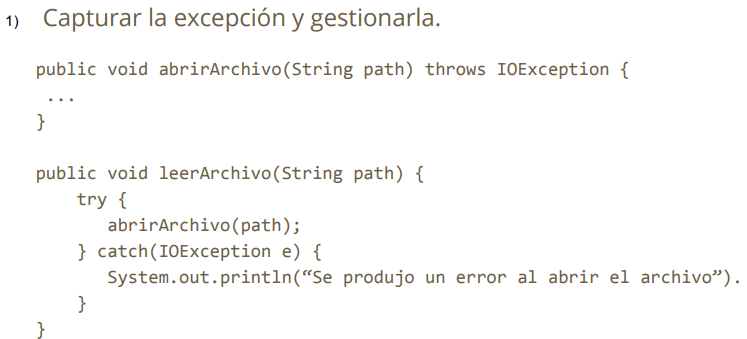 1) Capturar la excepción y gestionarla.
public void abrirArchivo(String path) throws IOException {
...
}
public void leerArchivo(String path) {
try {
abrirArchivo(path);
} catch(IOException e) {
System.out.println(“Se produjo un error al abrir el archivo”).
}
}